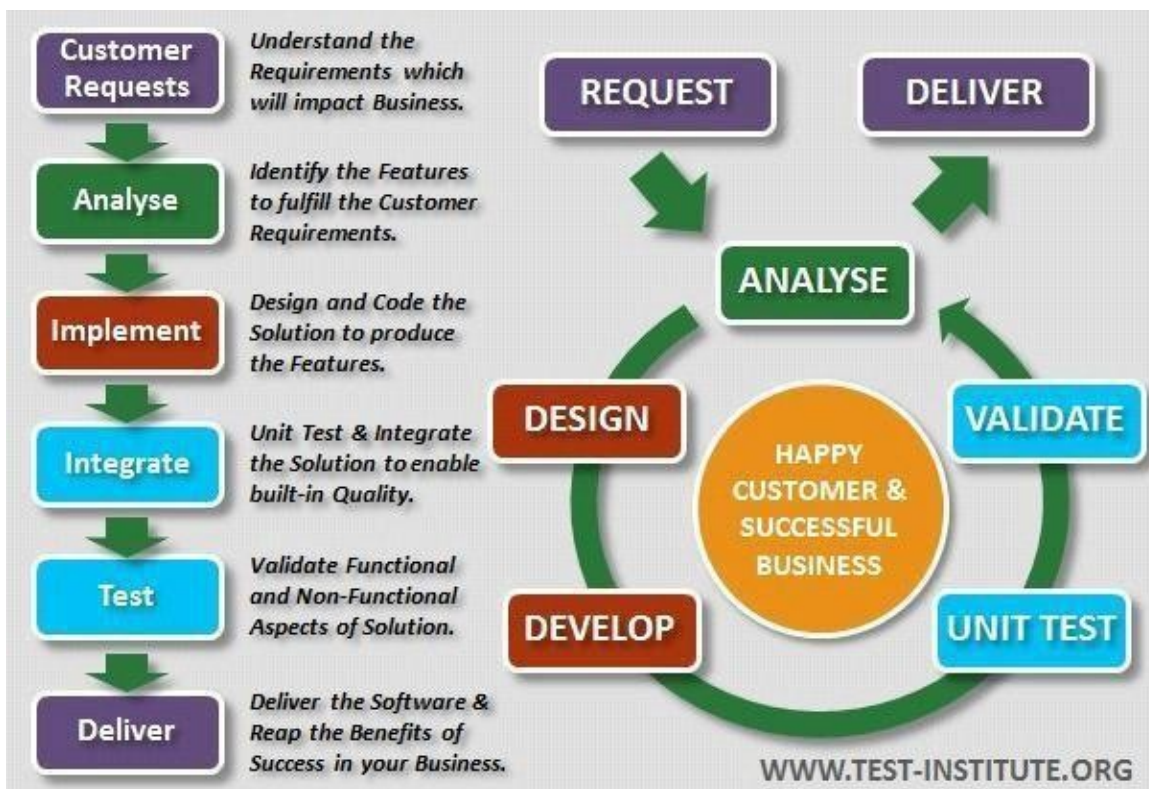 Customer
Requests
Understand the
Requirements which
will impact Business.
Analyse
Identify the Features
to fulfill the Customer
Requirements.
Implement
Design and Code the
Solution to produce
the Features.
Integrate
Unit Test & Integrate
the Solution to enable
built-in Quality.
Test
Validate Functional
and Non-Functional
Aspects of Solution.
Deliver
Deliver the Software &
Reap the Benefits of
Success in your Business.
REQUEST
DELIVER
ANALYSE
DESIGN
VALIDATE
HAPPY
CUSTOMER &
SUCCESSFUL
BUSINESS
DEVELOP
UNIT TEST
WWW.TEST-INSTITUTE.ORG